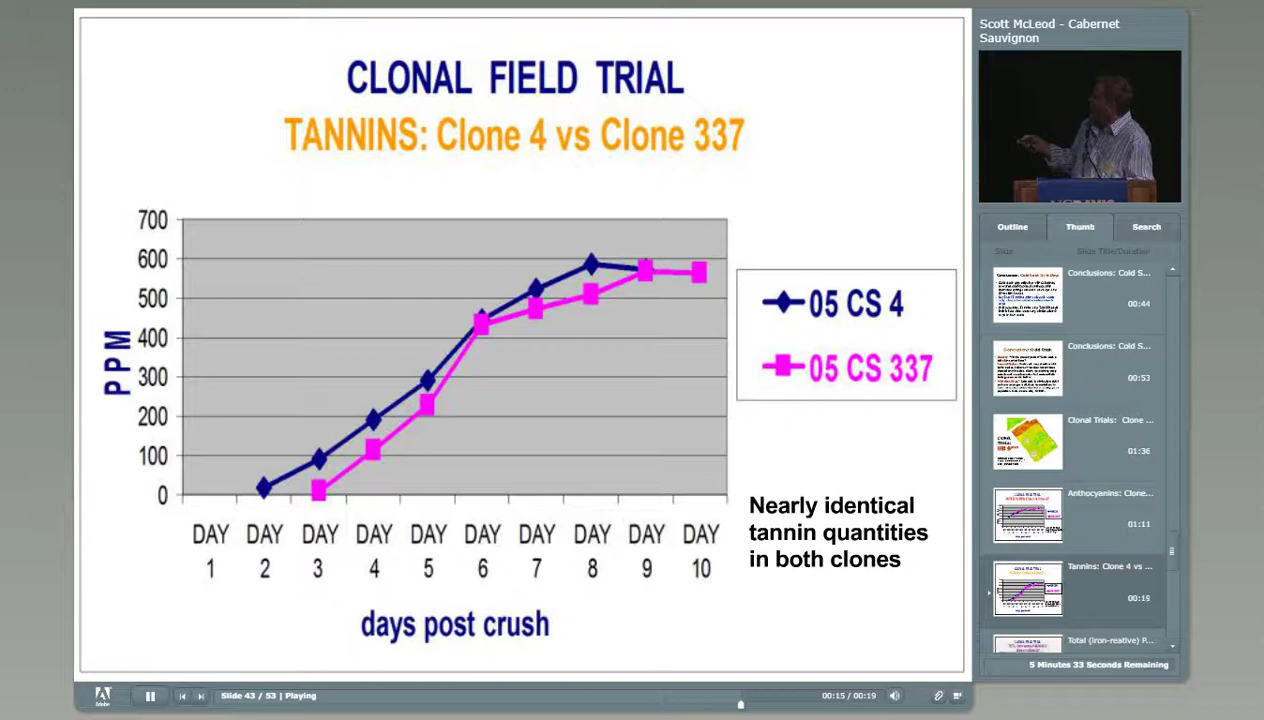 CLONAL FIELD TRIAL
TANNINS: Clone 4 vs Clone 337
700
600
500
400
300
200
100
0
PPM
DAY 1
DAY 2
DAY 3
DAY 4
DAY 5
DAY 6
DAY 7
DAY 8
DAY 9
DAY 10
days post crush
05 CS 4
05 CS 337
Nearly identical
tannin quantities
in both clones
Scott McLeod - Cabernet
Sauvignon
Outline Thumb Search
Slide Slide Title/Duration
Conclusions: Cold S...
00:44
Conclusions: Cold S...
00:53
Clonal Trials: Clone ...
01:36
Anthocyanins: Clone...
01:11
Tannins: Clone 4 vs ...
00:19
Total (iron-reative) P...
5 Minutes 33 Seconds Remaining
Adobe
Slide 43 / 53 | Playing
00:15 / 00:19